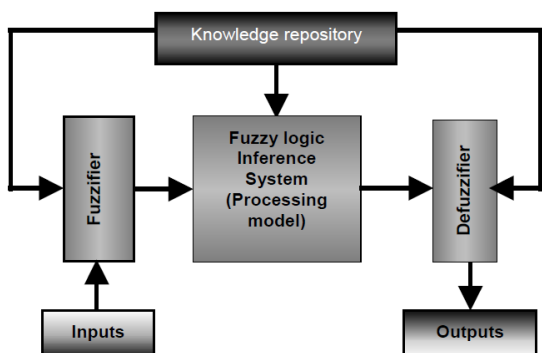 Knowledge repository
Fuzzifier
Fuzzy logic
Inference
System
(Processing
model)
Defuzzifier
Inputs
Outputs